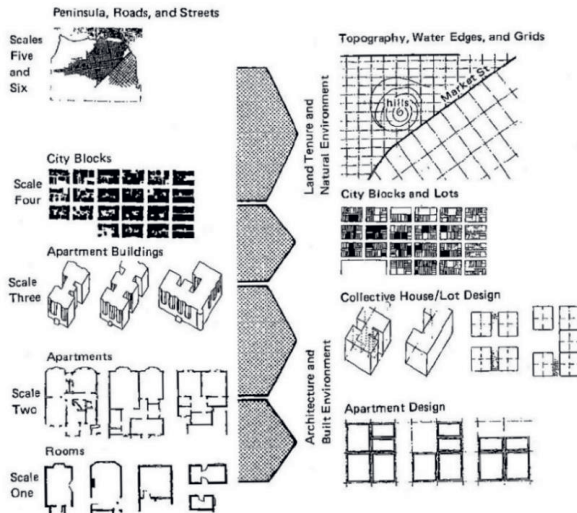 Peninsula, Roads, and Streets
Scales
Five
and
Six
City Blocks
Scale
Four
Apartment Buildings
Scale
Three
Apartments
Scale
Two
Rooms
Scale
One
Land Tenure and
Natural Environment
Architecture and
Built Environment
Topography, Water Edges, and Grids
hills
Market St
City Blocks and Lots
Collective House/Lot Design
Apartment Design